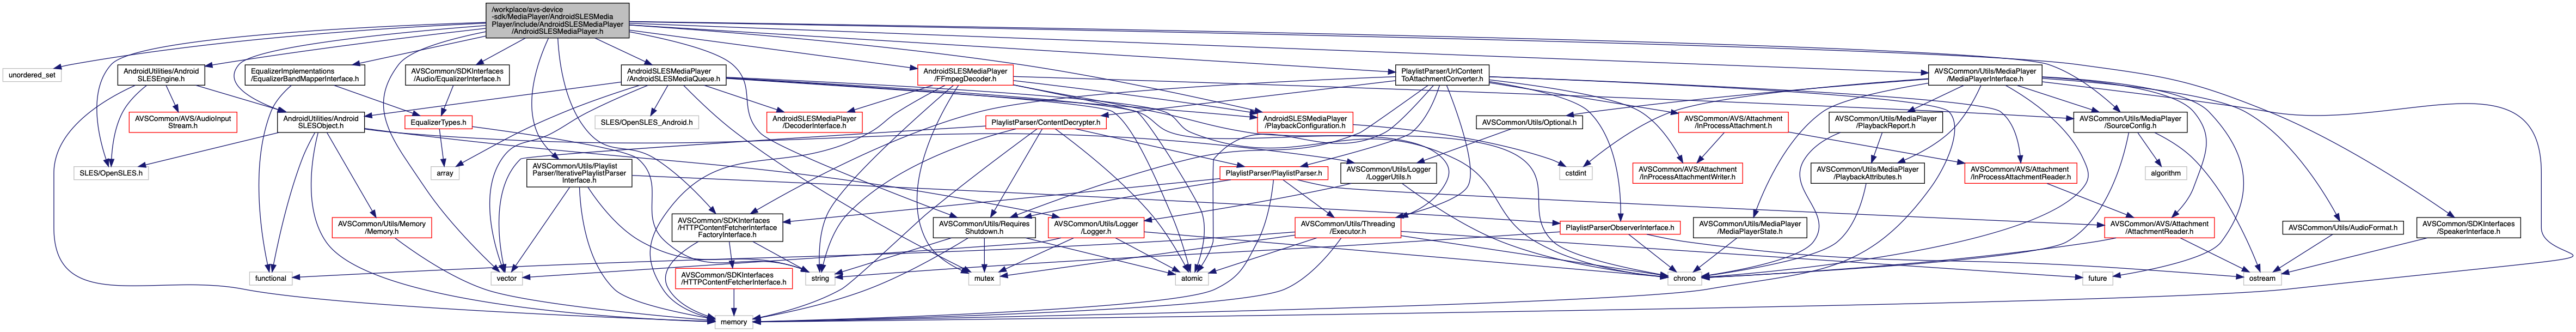 /workplace/avs-device
-sdk/MediaPlayer/AndroidSLESMedia
Player/include/AndroidSLESMediaPlayer
/AndroidSLESMediaPlayer.h
unordered_set
AndroidUtilities/Android
SLESEngine.h
EqualizerImplementations
/EqualizerBandMapperInterface.h
AVSCommon/SDKInterfaces
/Audio/EqualizerInterface.h
AndroidSLESMediaPlayer
/AndroidSLESMediaQueue.h
AndroidSLESMediaPlayer
/FFmpegDecoder.h
PlaylistParser/UrlContent
ToAttachmentConverter.h
AVSCommon/Utils/MediaPlayer
/MediaPlayerInterface.h
AVSCommon/AVS/AudioInput
Stream.h
AndroidUtilities/Android
SLESObject.h
EqualizerTypes.h
SLES/OpenSLES_Android.h
AndroidSLESMediaPlayer
/DecoderInterface.h
PlaylistParser/ContentDecrypter.h
AndroidSLESMediaPlayer
/PlaybackConfiguration.h
AVSCommon/Utils/Optional.h
AVSCommon/AVS/Attachment
/InProcessAttachment.h
AVSCommon/Utils/MediaPlayer
/PlaybackReport.h
AVSCommon/Utils/MediaPlayer
/SourceConfig.h
SLES/OpenSLES.h
array
AVSCommon/Utils/Playlist
Parser/IterativePlaylistParser
Interface.h
PlaylistParser/PlaylistParser.h
AVSCommon/Utils/Logger
/LoggerUtils.h
cstdint
AVSCommon/AVS/Attachment
/InProcessAttachmentWriter.h
AVSCommon/Utils/MediaPlayer
/PlaybackAttributes.h
AVSCommon/AVS/Attachment
/InProcessAttachmentReader.h
algorithm
AVSCommon/Utils/Memory
/Memory.h
AVSCommon/SDKInterfaces
/HTTPContentFetcherInterface
FactoryInterface.h
AVSCommon/Utils/Requires
Shutdown.h
AVSCommon/Utils/Logger
/Logger.h
AVSCommon/Utils/Threading
/Executor.h
PlaylistParserObserverInterface.h
AVSCommon/Utils/MediaPlayer
/MediaPlayerState.h
AVSCommon/AVS/Attachment
/AttachmentReader.h
AVSCommon/Utils/AudioFormat.h
AVSCommon/SDKInterfaces
/SpeakerInterface.h
functional
vector
AVSCommon/SDKInterfaces
/HTTPContentFetcherInterface.h
string
mutex
atomic
chrono
future
ostream
memory